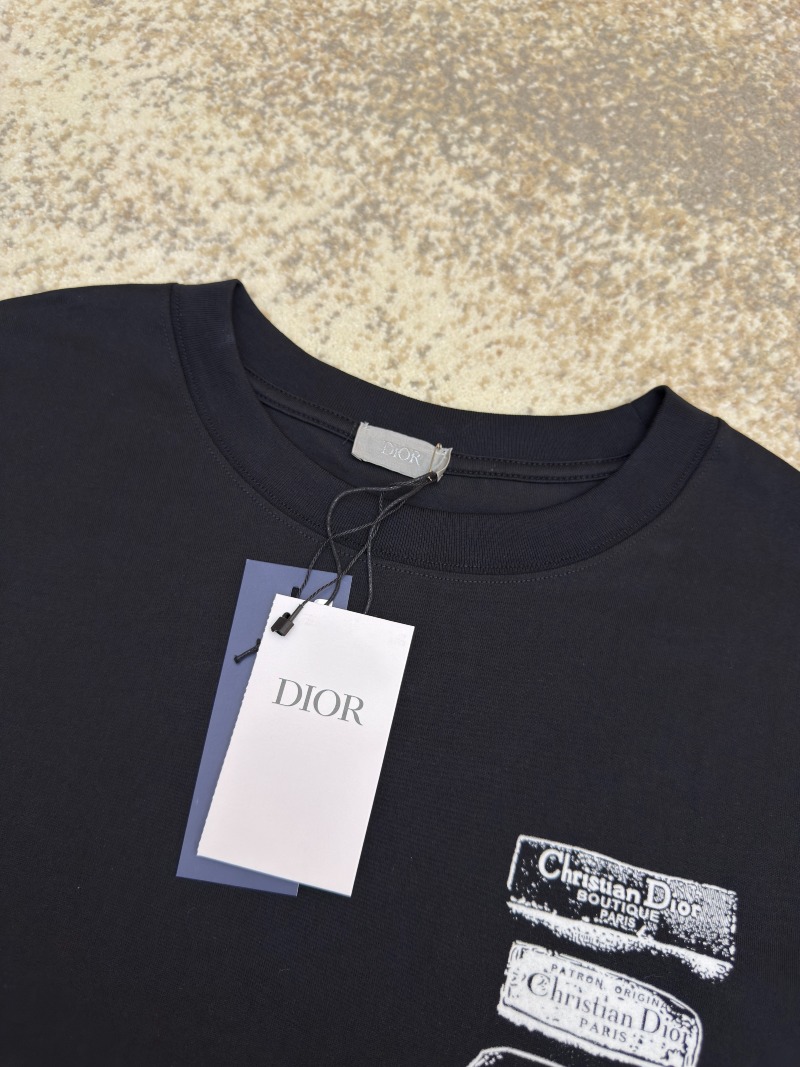 DIOR
DIOR
Christian Dior
BOUTIQUE
PARIS
PATRON ORIGINAL
Christian Dior
PARIS